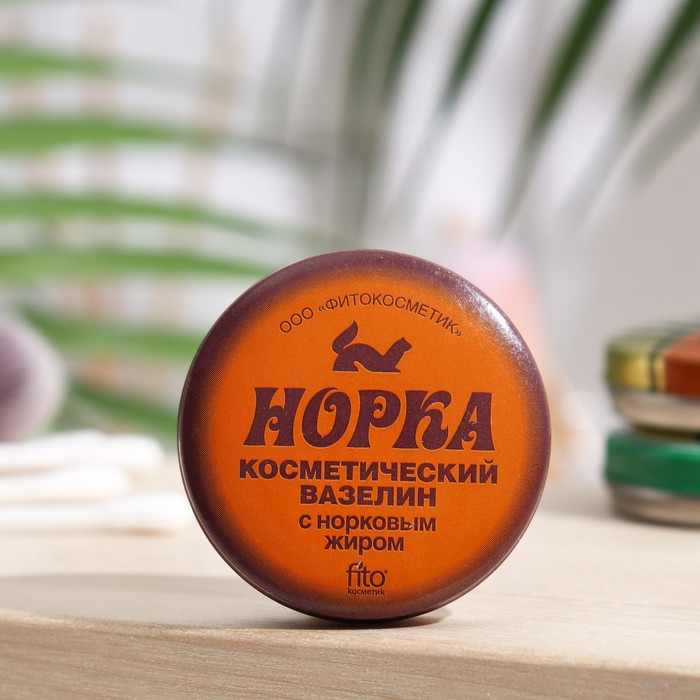 ООО «ФИТОКОСМЕТИК»
НОРКА
КОСМЕТИЧЕСКИЙ
ВАЗЕЛИН
С НОРКОВЫМ
ЖИРОМ
fito®
косметик